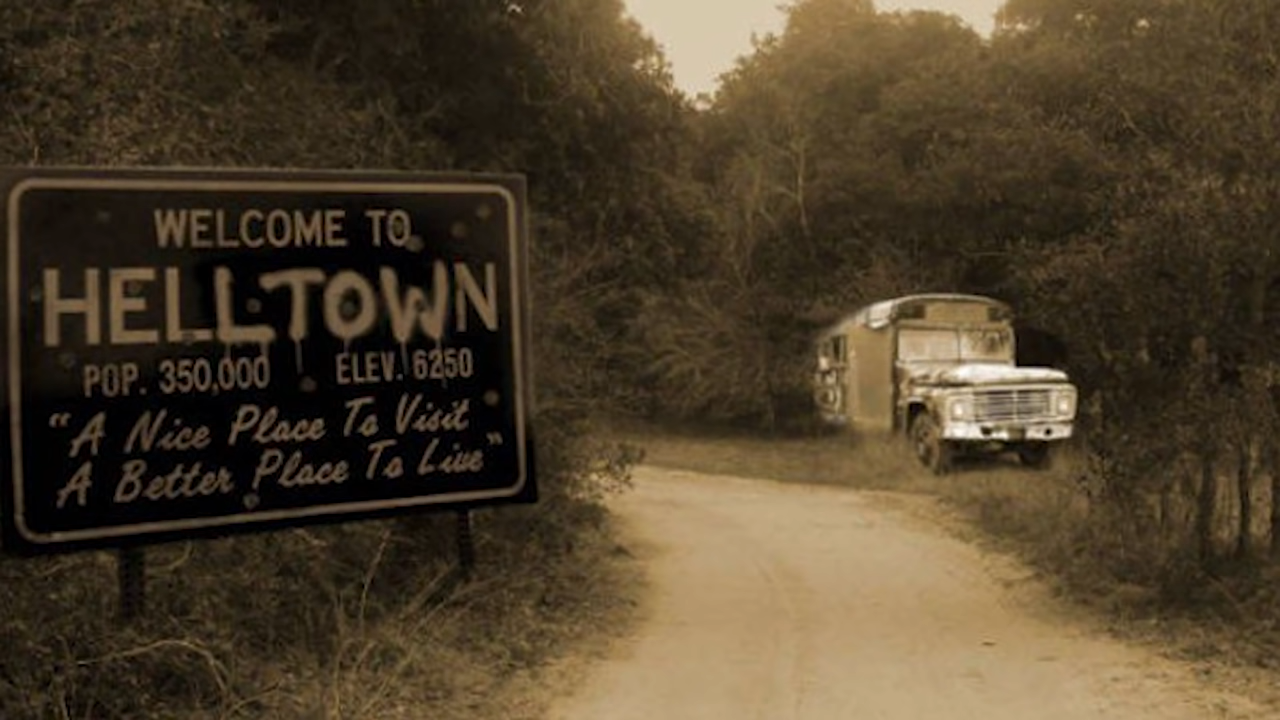 WELCOME TO
HELLTOWN
POP. 350,000 ELEV. 6250
“A Nice Place To Visit
A Better Place To Live”